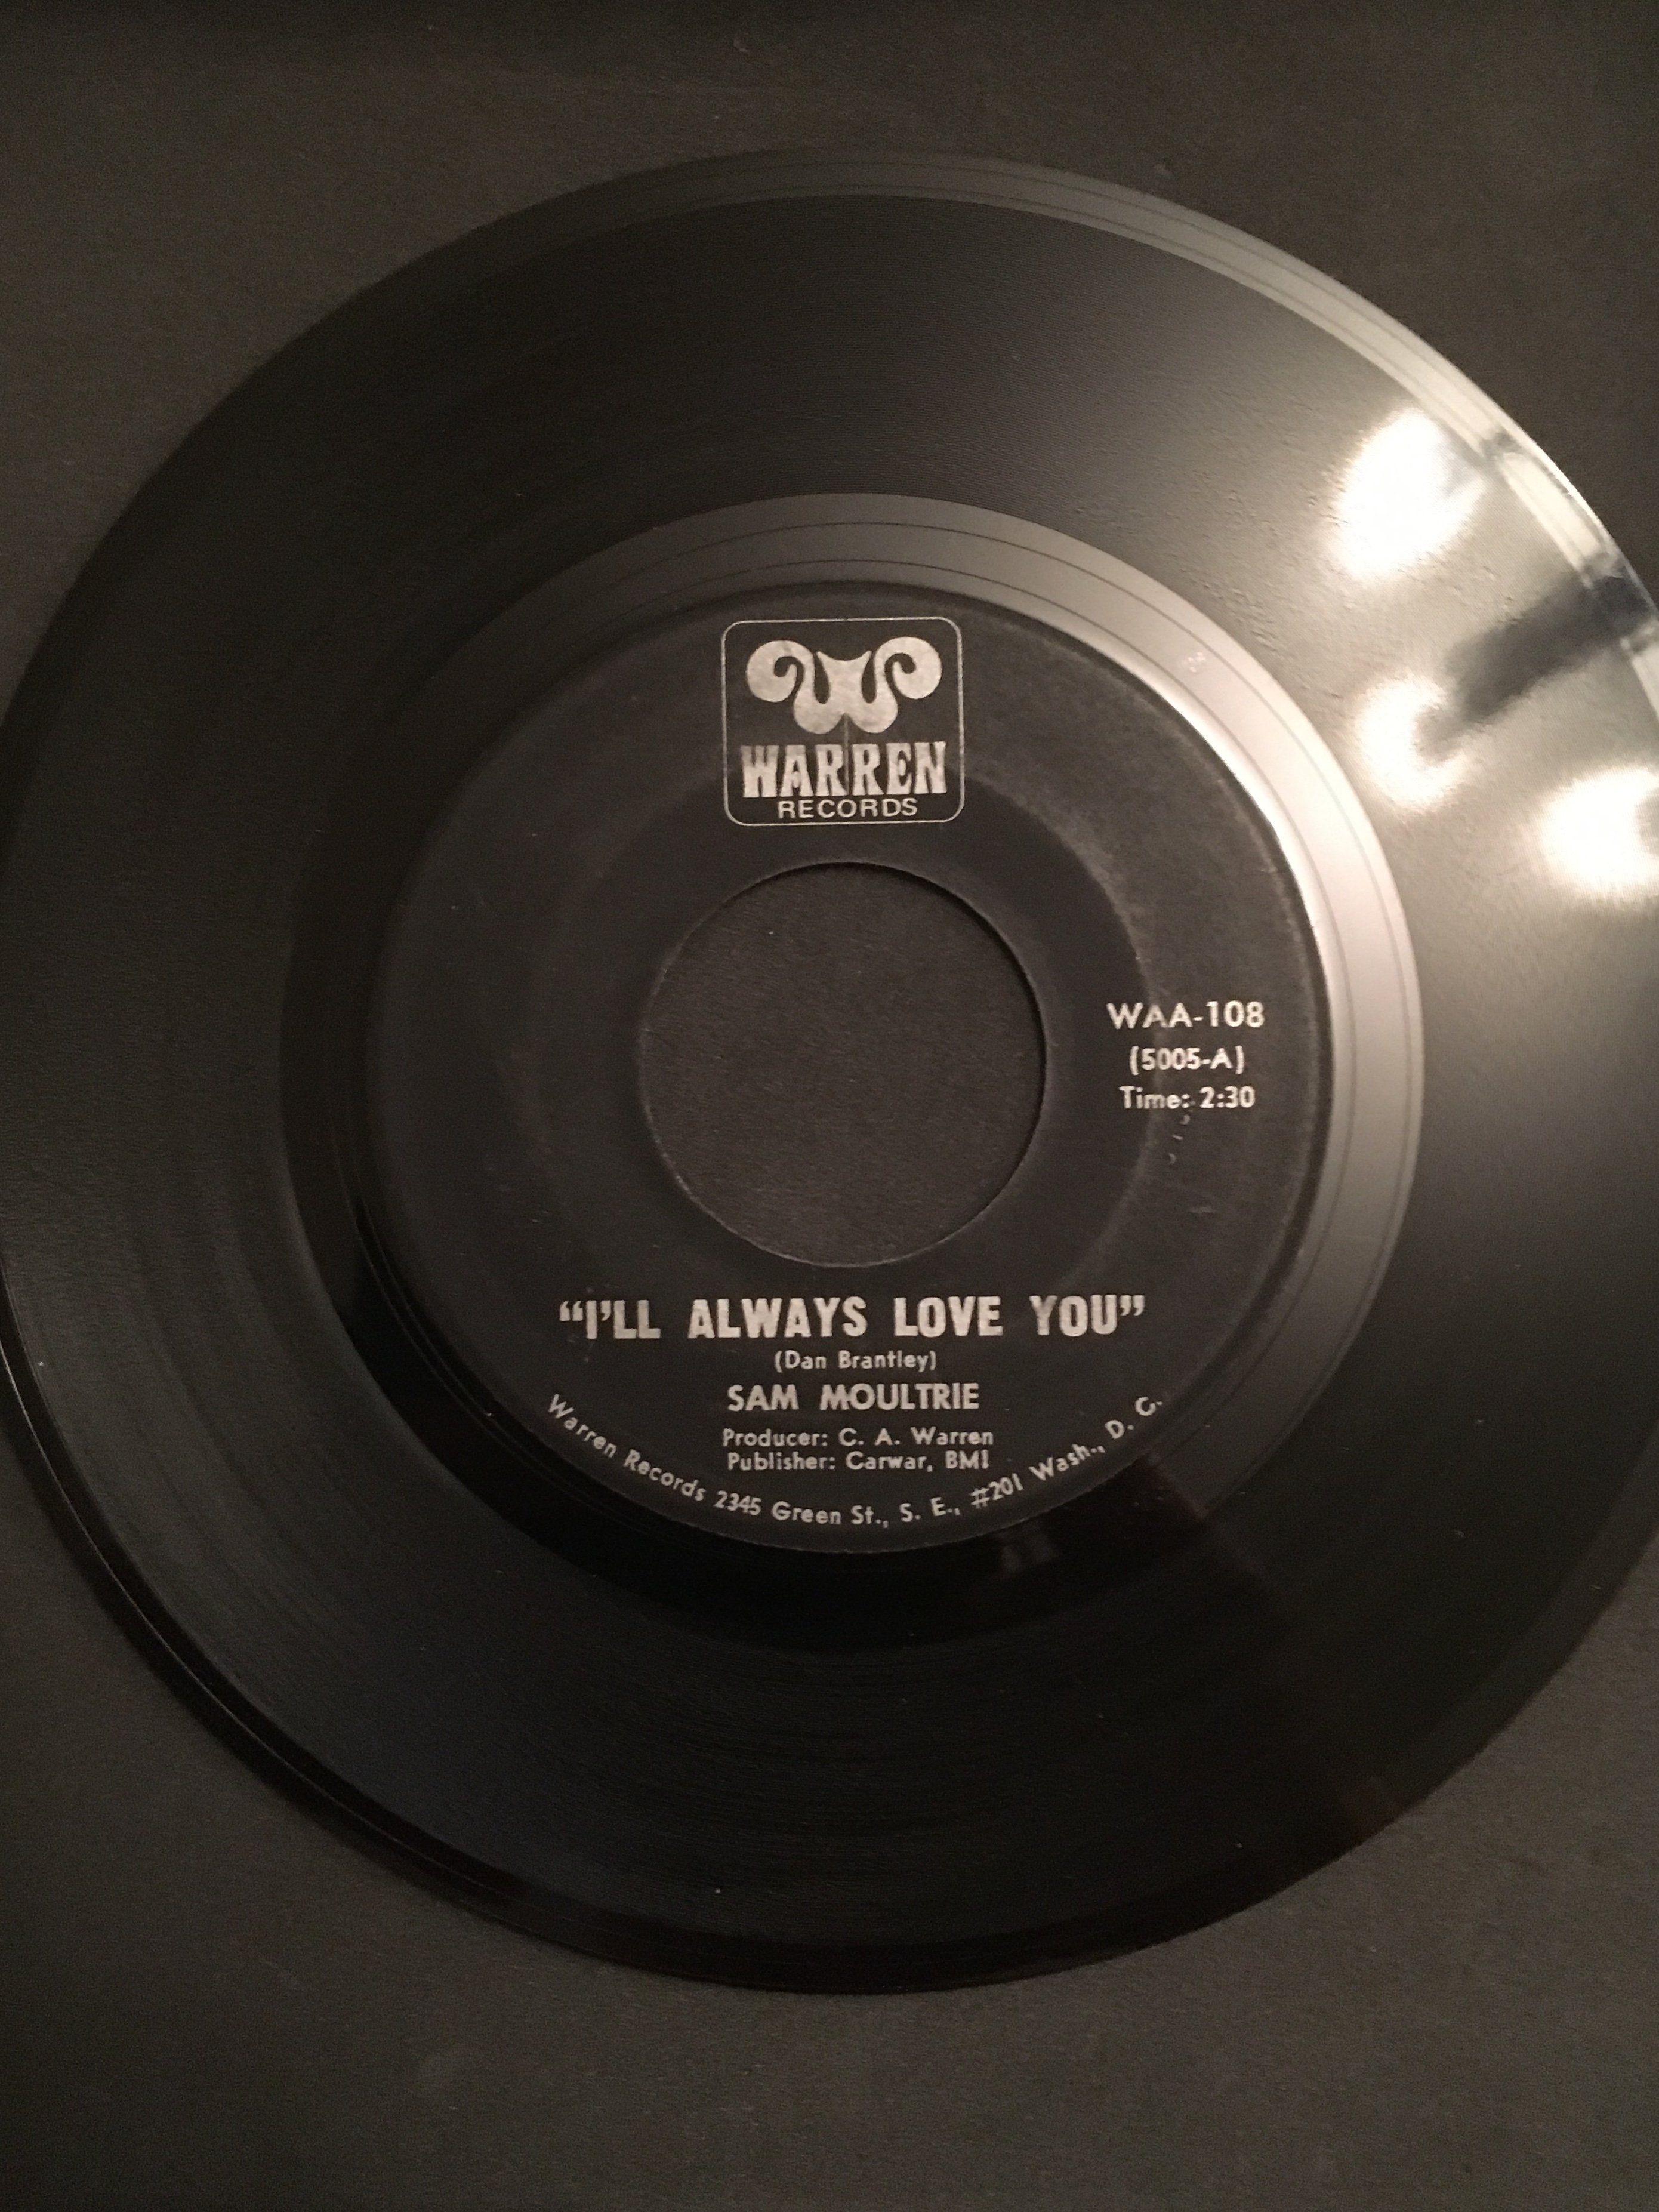 WARREN
RECORDS
WAA-108
(5005-A)
Time: 2:30
“I’LL ALWAYS LOVE YOU”
(Dan Brantley)
SAM MOULTRIE
Producer: C. A. Warren
Publisher: Carwar, BMI
Warren Records 2345 Green St., S. E., #201 Wash., D. C.